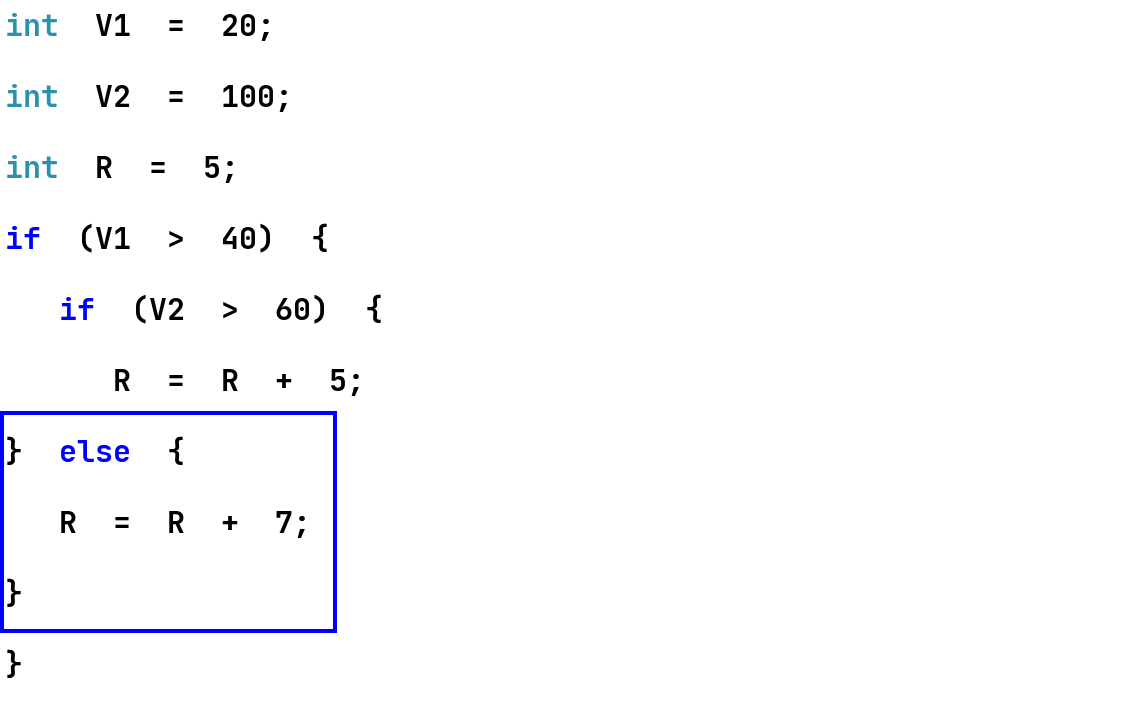 int V1 = 20;
int V2 = 100;
int R = 5;
if (V1 > 40) {
   if (V2 > 60) {
      R = R + 5;
} else {
   R = R + 7;
}
}